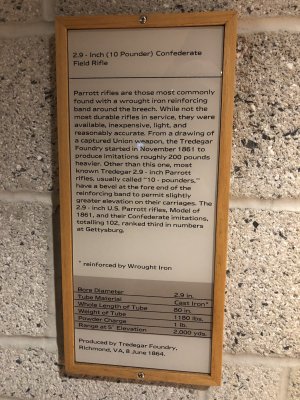 2.9 - inch (10 Pounder) Confederate
Field Rifle
Parrott rifles are those most commonly
found with a wrought iron reinforcing
band around the breech. While not the
most durable rifles in service, they were
available, inexpensive, light, and
reasonably accurate. From a drawing of
a captured Union weapon, the Tredegar
Foundry started in November 1861 to
produce imitations roughly 200 pounds
heavier. Other than this one, most
known Tredegar 2.9 - inch Parrott
rifles, usually called "10 - pounders,"
have a bevel at the fore end of the
reinforcing band to permit slightly
greater elevation on their carriages. The
2.9 - inch U.S. Parrott rifles, Model of
1861, and their Confederate imitations,
totalling 102, ranked third in numbers
at Gettysburg.
* reinforced by Wrought Iron
Bore Diameter 2.9 in.
Tube Material Cast Iron*
Whole Length of Tube 80 in.
Weight of Tube 1180 lbs.
Powder Charge 1 lb.
Range at 5° Elevation 2,000 yds.
Produced by Tredegar Foundry,
Richmond, VA, 8 June 1864.